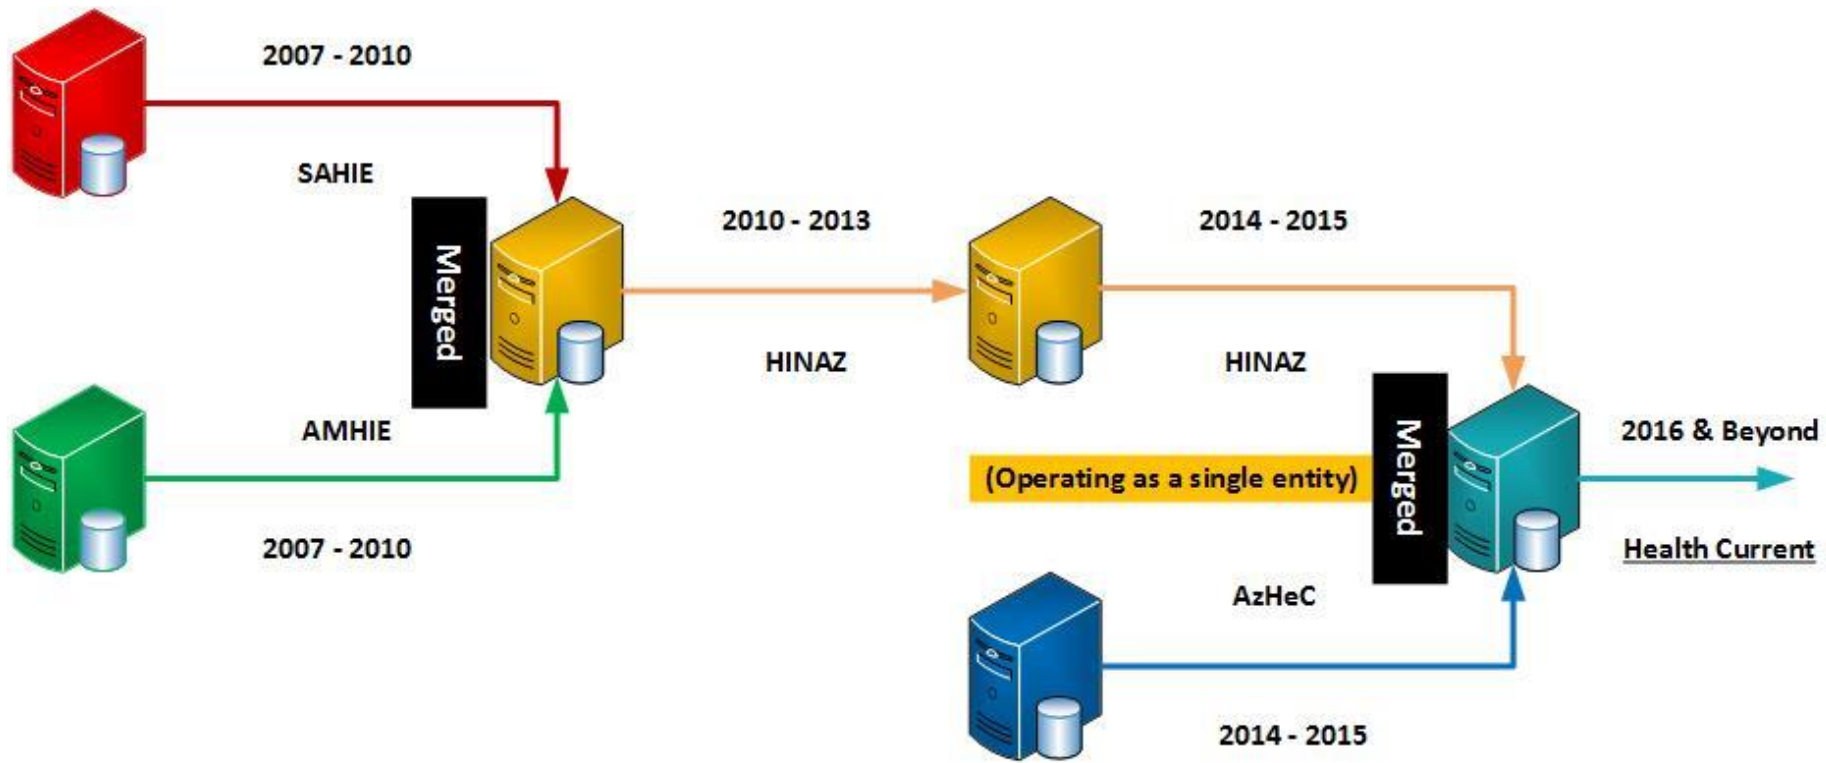 2007 - 2010
SAHIE
Merged
AMHIE
2007 - 2010
2010 - 2013
HINAZ
2014 - 2015
HINAZ
(Operating as a single entity)
Merged
AzHeC
2014 - 2015
2016 & Beyond
Health Current